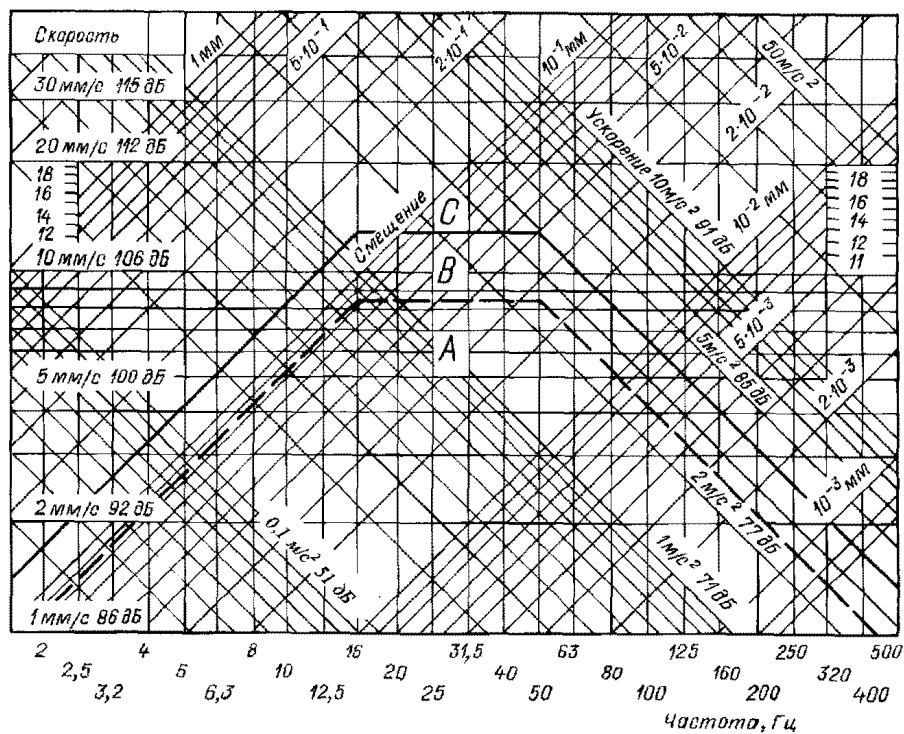 Скорость
1 мм
5·10⁻¹
2·10⁻¹
10⁻¹ мм
5·10⁻²
50 м/с²
30 мм/с 115 дБ
2·10⁻²
Ускорение 10 м/с² 91 дБ
20 мм/с 112 дБ
18
16
14
12
18
16
14
12
11
10⁻² мм
Смещение
C
B
A
10 мм/с 106 дБ
5·10⁻³
5 м/с² 85 дБ
2·10⁻³
5 мм/с 100 дБ
10⁻³ мм
2 мм/с 92 дБ
0,1 м/с² 51 дБ
2 м/с² 77 дБ
1 м/с² 71 дБ
1 мм/с 86 дБ
2 4 8 16 31,5 63 125 250 500
2,5 5 10 20 40 80 160 320
3,2 6,3 12,5 25 50 100 200 400
Частота, Гц